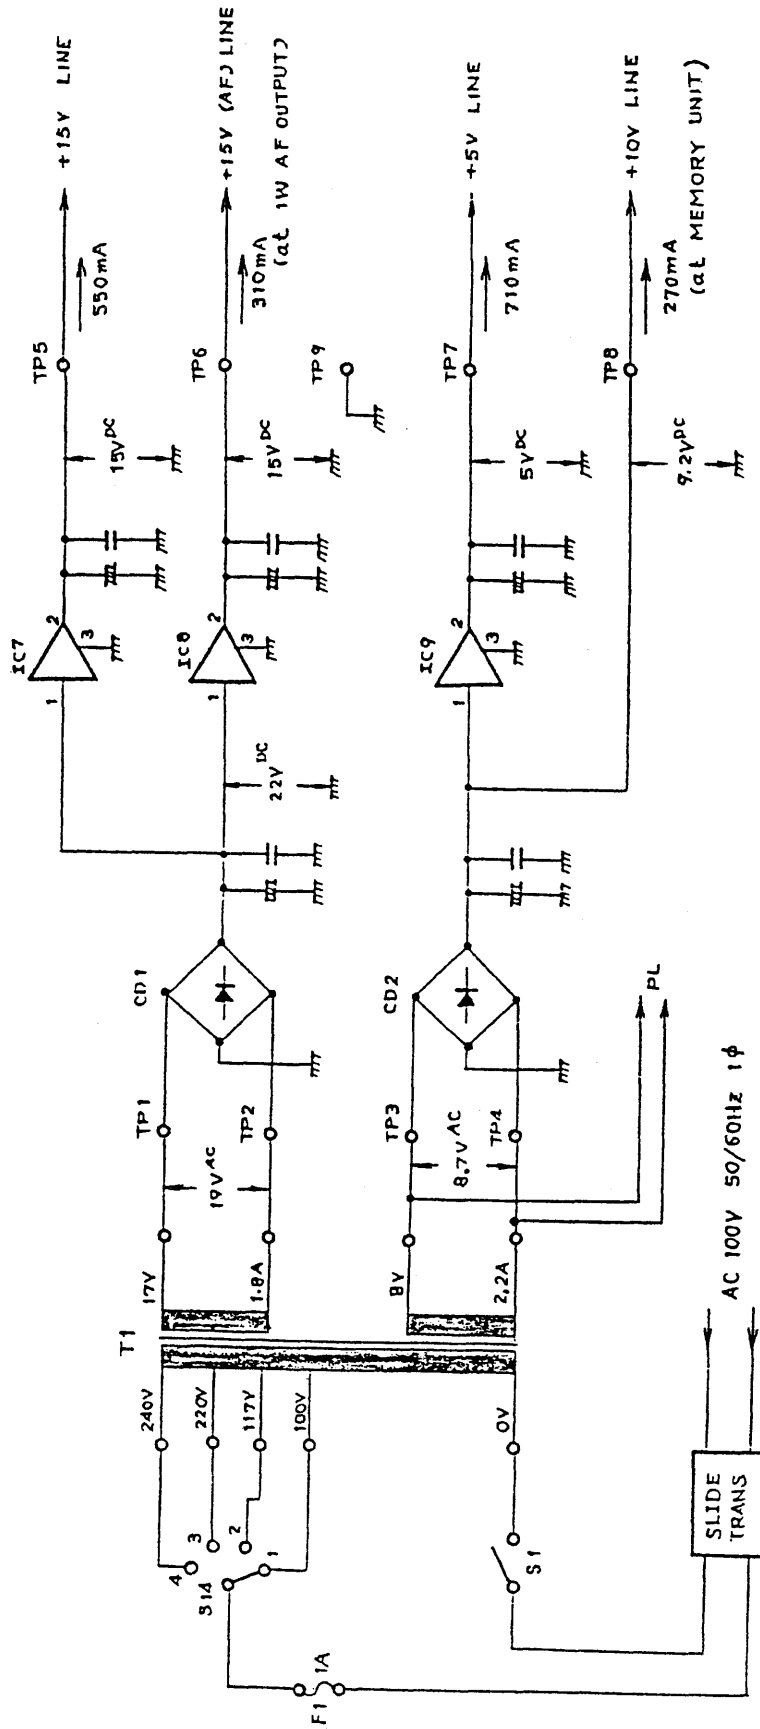 AC 100V 50/60Hz 1φ
SLIDE
TRANS
F1 1A
S1
S14
1
2
3
4
240V
220V
117V
100V
0V
T1
17V
1.8A
8V
2.2A
19V AC
TP1
TP2
8.7V AC
TP3
TP4
PL
CD1
CD2
22V DC
IC7
1
2
3
IC8
1
2
3
IC9
1
2
3
15V DC
15V DC
5V DC
9.2V DC
TP5
TP6
TP9
TP7
TP8
550mA
+15V LINE
310mA
+15V (AF) LINE
(at 1W AF OUTPUT)
710mA
+5V LINE
270mA
+10V LINE
(at MEMORY UNIT)